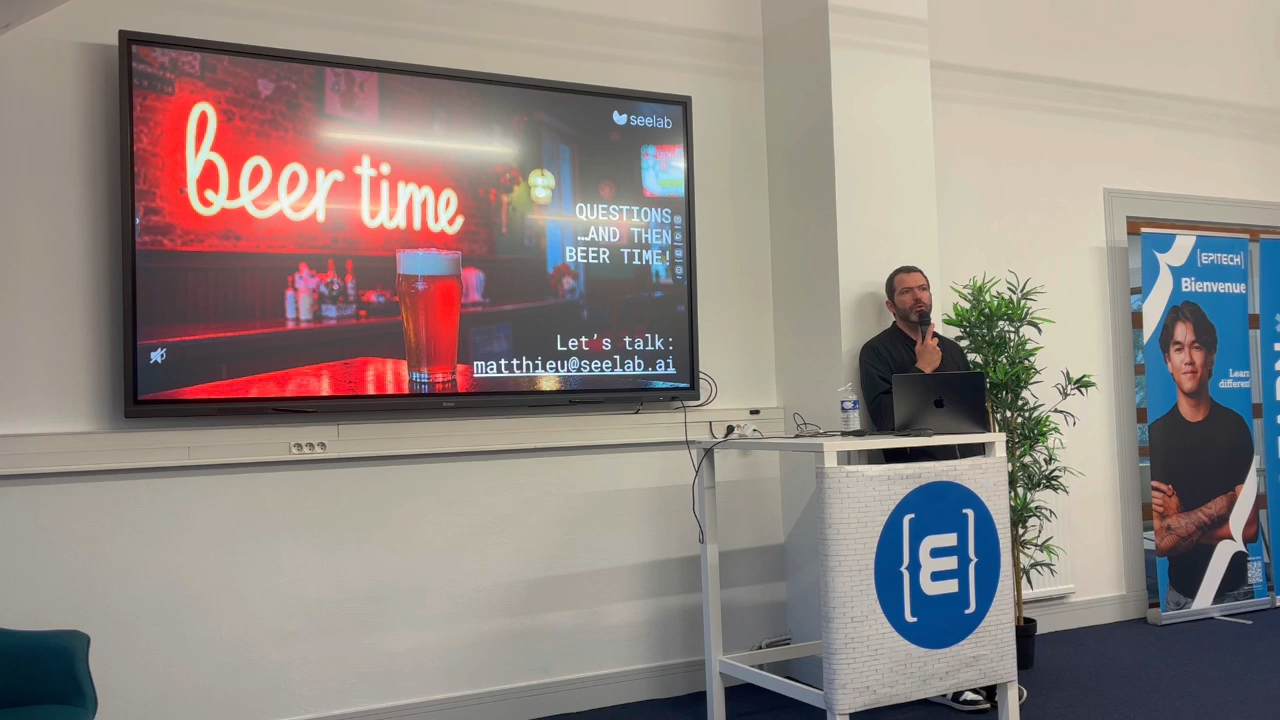 beer time
seelab
QUESTIONS
…AND THEN
BEER TIME!
Let's talk:
matthieu@seelab.ai
{E}
[EPITECH]
Bienvenue